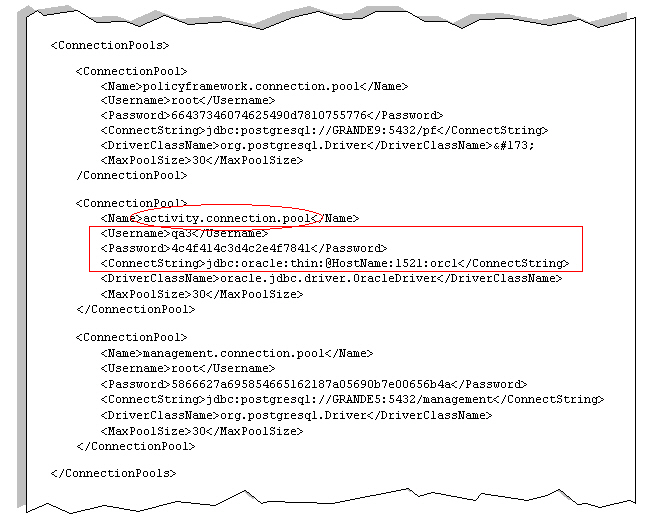 <ConnectionPools>
<ConnectionPool>
<Name>policyframework.connection.pool</Name>
<Username>root</Username>
<Password>66437346074625490d7810755776</Password>
<ConnectString>jdbc:postgresql://GRANDE9:5432/pf</ConnectString>
<DriverClassName>org.postgresql.Driver</DriverClassName>&#173;
<MaxPoolSize>30</MaxPoolSize>
/ConnectionPool>
<ConnectionPool>
<Name>activity.connection.pool</Name>
<Username>qa3</Username>
<Password>4c4f414c3d4c2e4f7841</Password>
<ConnectString>jdbc:oracle:thin:@HostName:1521:orcl</ConnectString>
<DriverClassName>oracle.jdbc.driver.OracleDriver</DriverClassName>
<MaxPoolSize>30</MaxPoolSize>
</ConnectionPool>
<ConnectionPool>
<Name>management.connection.pool</Name>
<Username>root</Username>
<Password>5866627a695854665162187a05690b7e00656b4a</Password>
<ConnectString>jdbc:postgresql://GRANDE5:5432/management</ConnectString>
<DriverClassName>org.postgresql.Driver</DriverClassName>
<MaxPoolSize>30</MaxPoolSize>
</ConnectionPool>
</ConnectionPools>